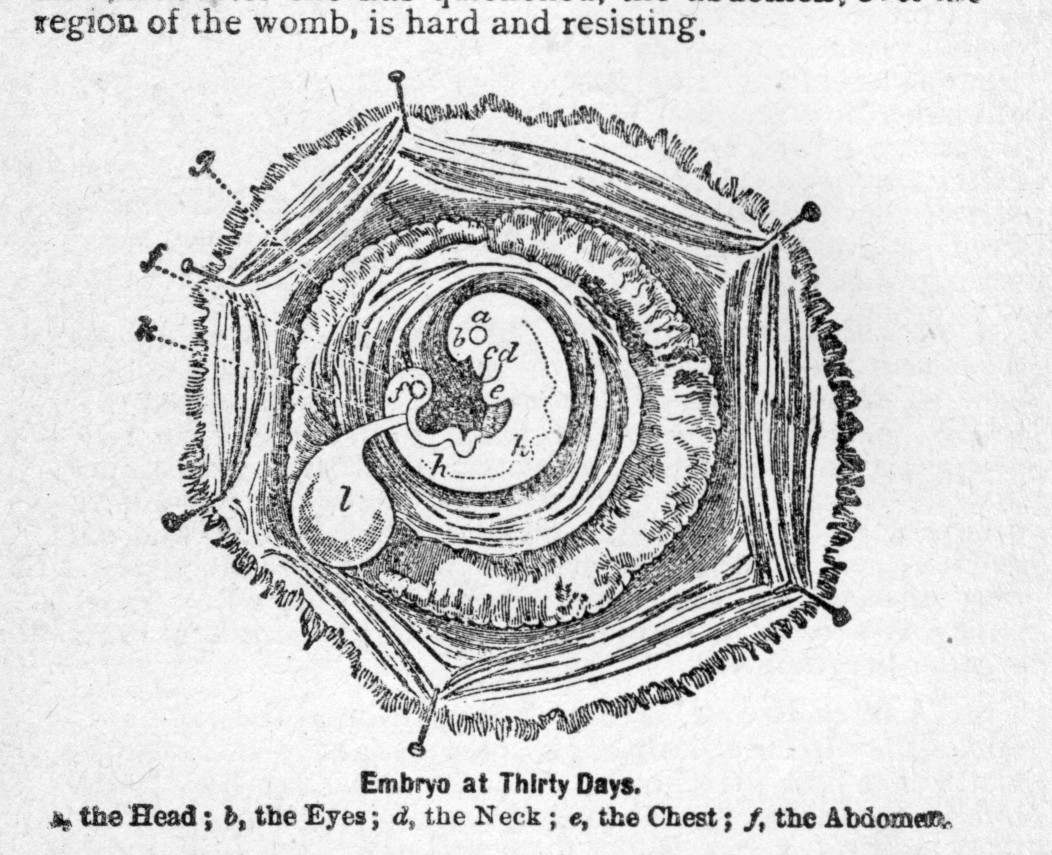 region of the womb, is hard and resisting.
g
f
k
a
b
c d
f
e
h
h
l
Embryo at Thirty Days.
a, the Head; b, the Eyes; d, the Neck; e, the Chest; f, the Abdomen.